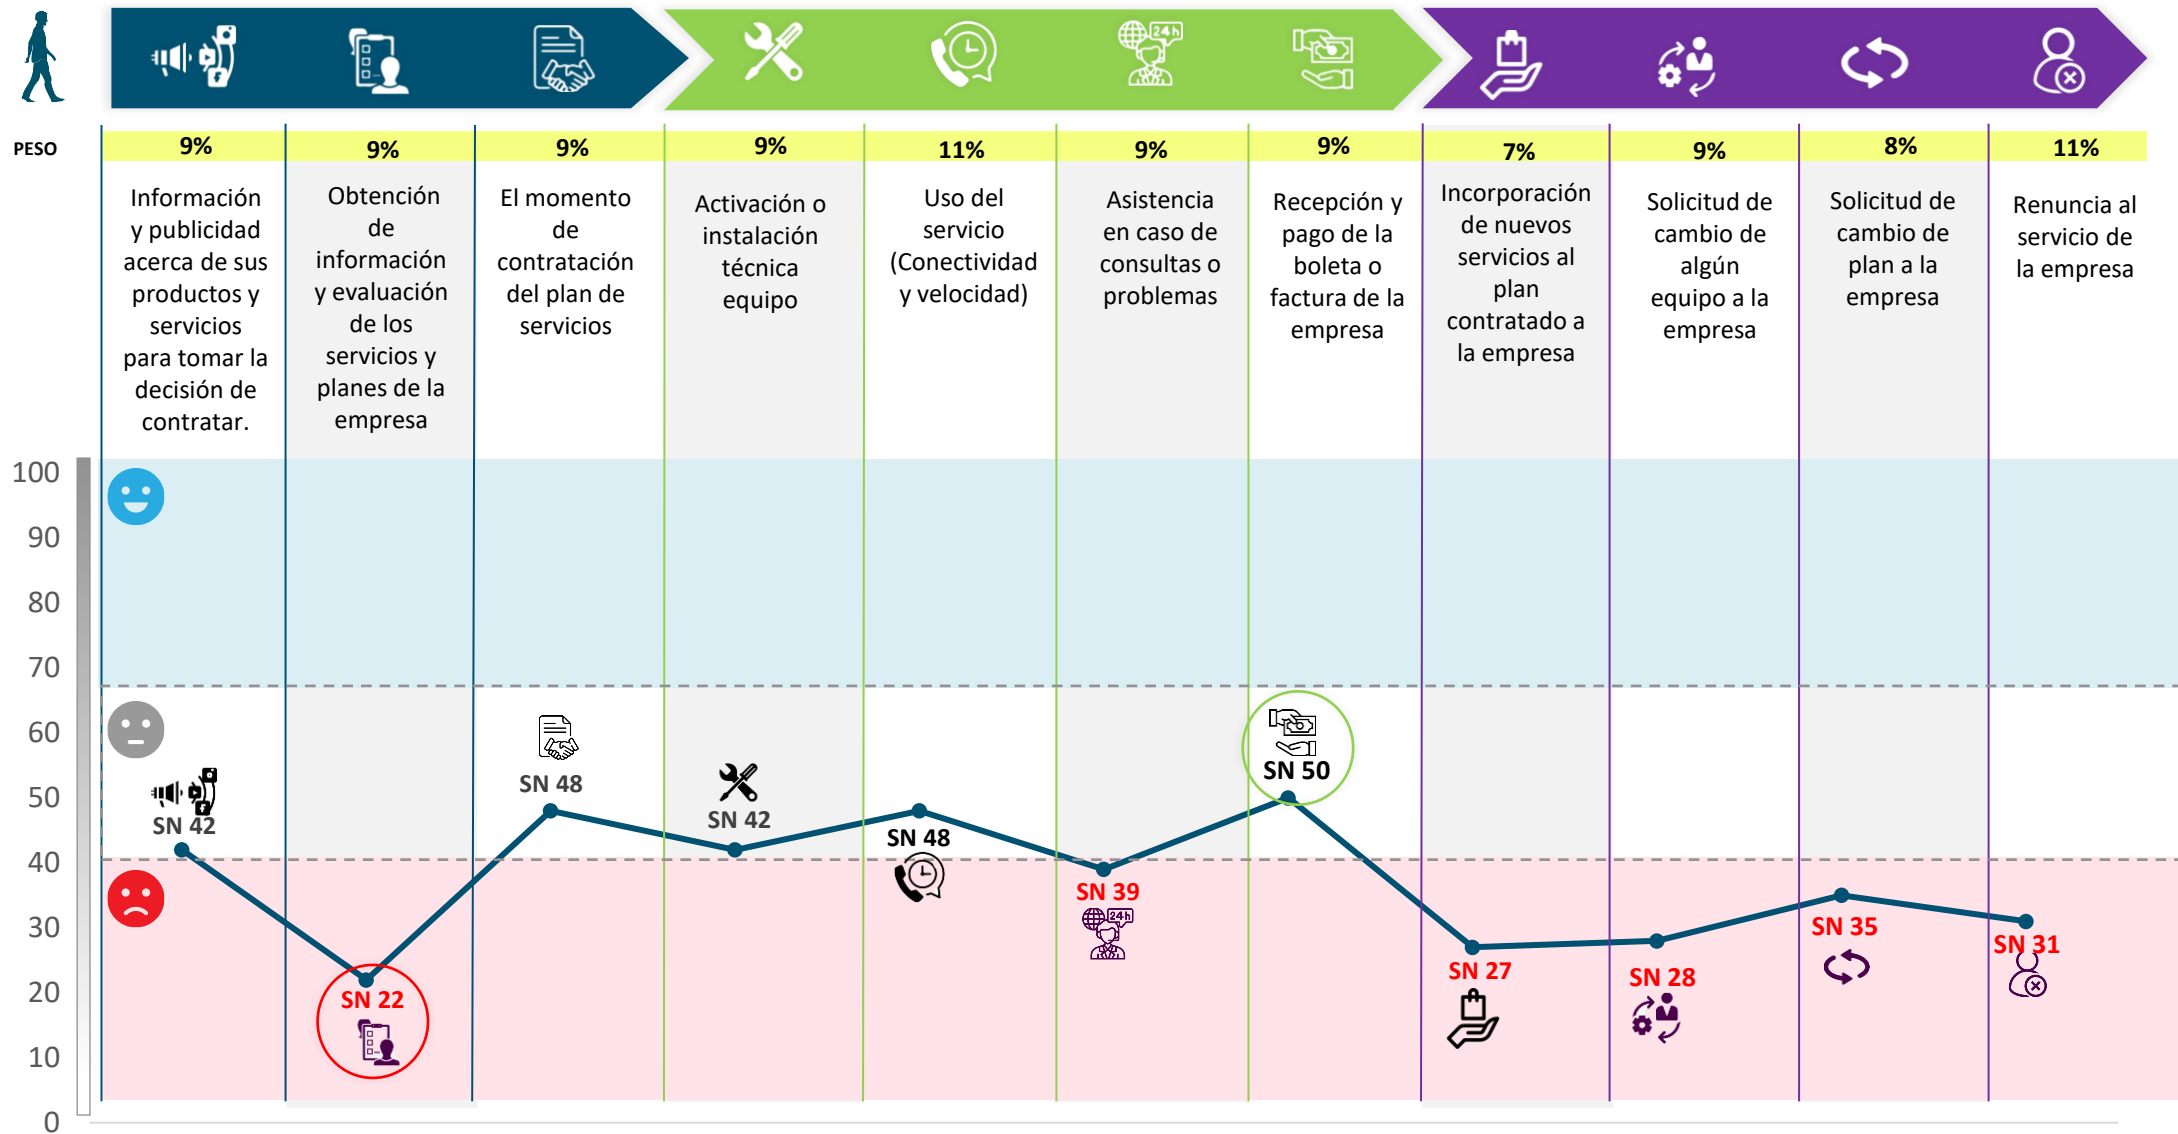 24h
PESO
9%
9%
9%
9%
11%
9%
9%
7%
9%
8%
11%
Información
y publicidad
acerca de sus
productos y
servicios
para tomar la
decisión de
contratar.
Obtención
de
información
y evaluación
de los
servicios y
planes de la
empresa
El momento
de
contratación
del plan de
servicios
Activación o
instalación
técnica
equipo
Uso del
servicio
(Conectividad
y velocidad)
Asistencia
en caso de
consultas o
problemas
Recepción y
pago de la
boleta o
factura de la
empresa
Incorporación
de nuevos
servicios al
plan
contratado a
la empresa
Solicitud de
cambio de
algún
equipo a la
empresa
Solicitud de
cambio de
plan a la
empresa
Renuncia al
servicio de
la empresa
100
90
80
70
60
50
40
30
20
10
0
SN 42
SN 22
SN 48
SN 42
SN 48
SN 39
24h
SN 50
SN 27
SN 28
SN 35
SN 31